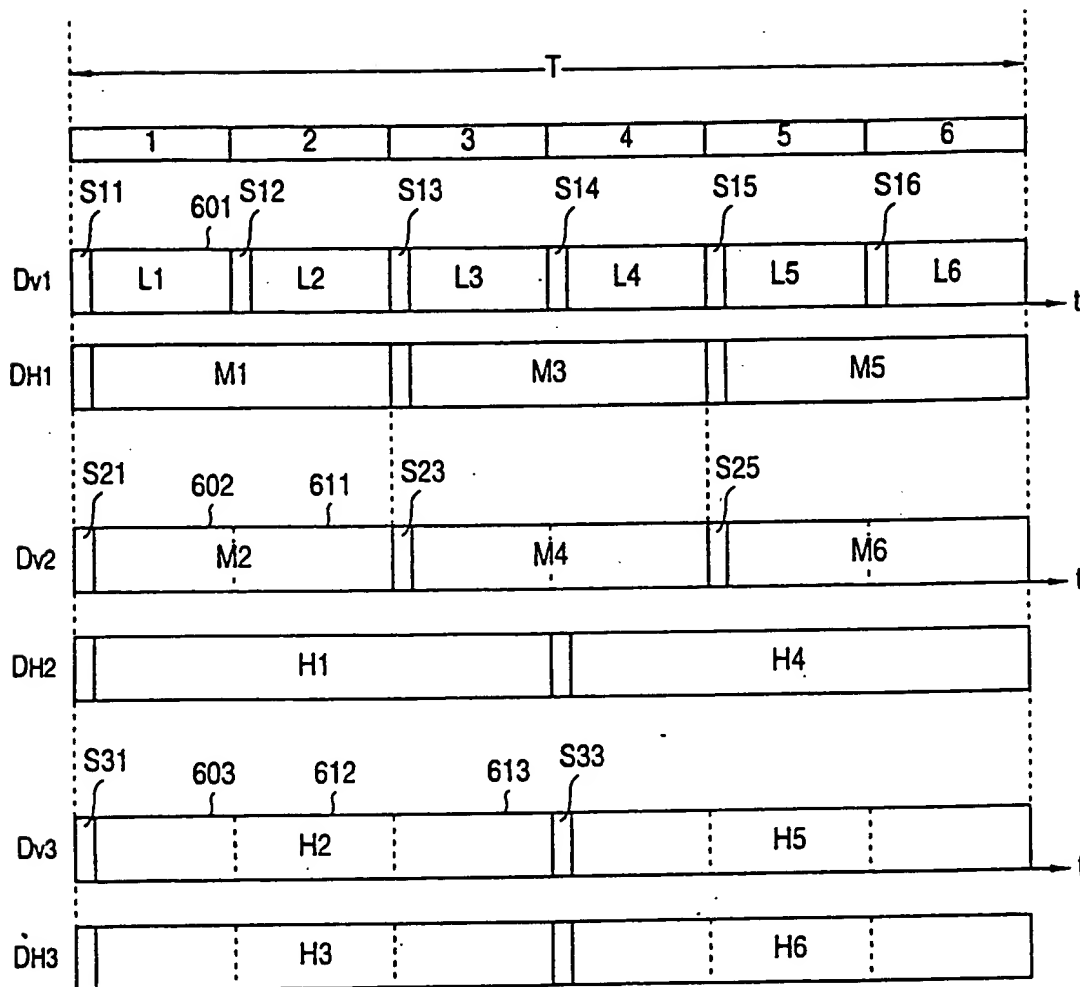 T
1 2 3 4 5 6
S11 601 S12 S13 S14 S15 S16
Dv1 L1 L2 L3 L4 L5 L6 t
DH1 M1 M3 M5
S21 602 611 S23 S25
Dv2 M2 M4 M6 t
DH2 H1 H4
S31 603 612 613 S33
Dv3 H2 H5 t
DH3 H3 H6